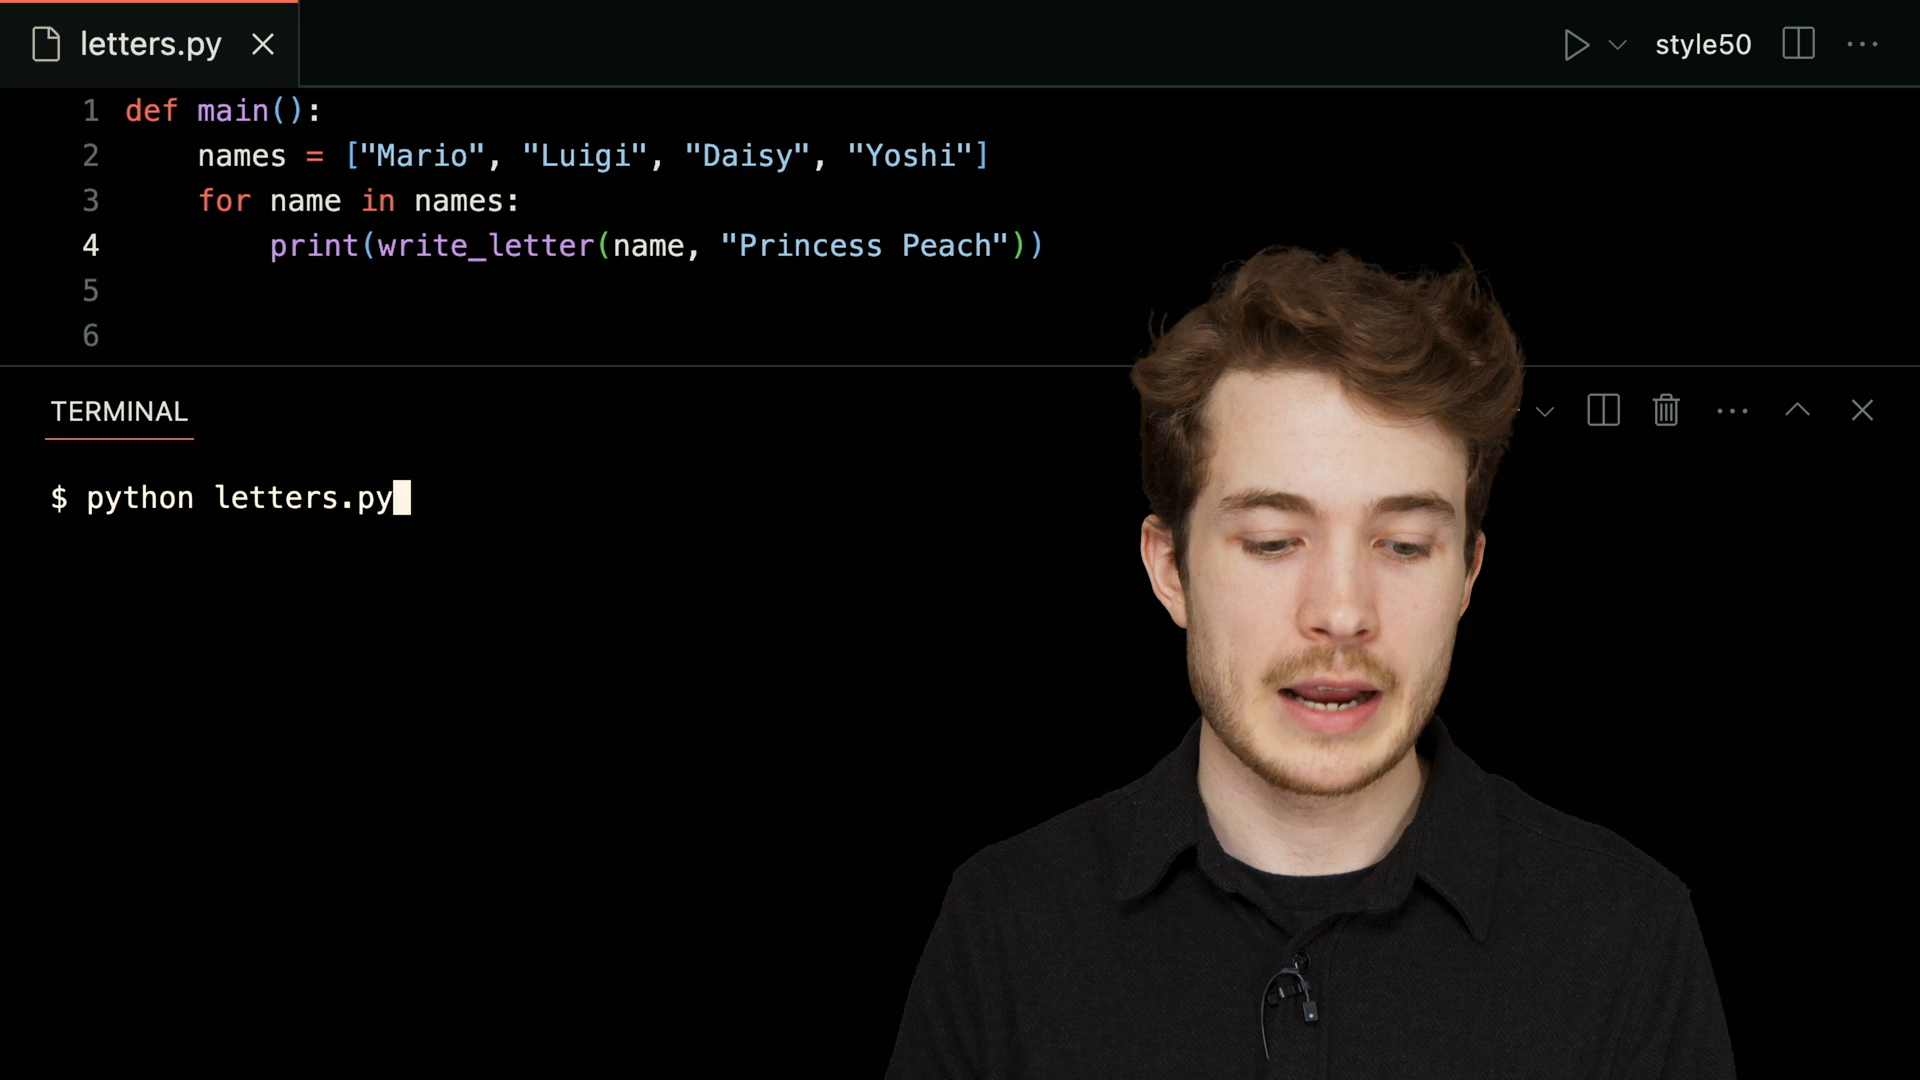 letters.py
style50
1 def main():
2     names = ["Mario", "Luigi", "Daisy", "Yoshi"]
3     for name in names:
4         print(write_letter(name, "Princess Peach"))
5
6
TERMINAL
$ python letters.py